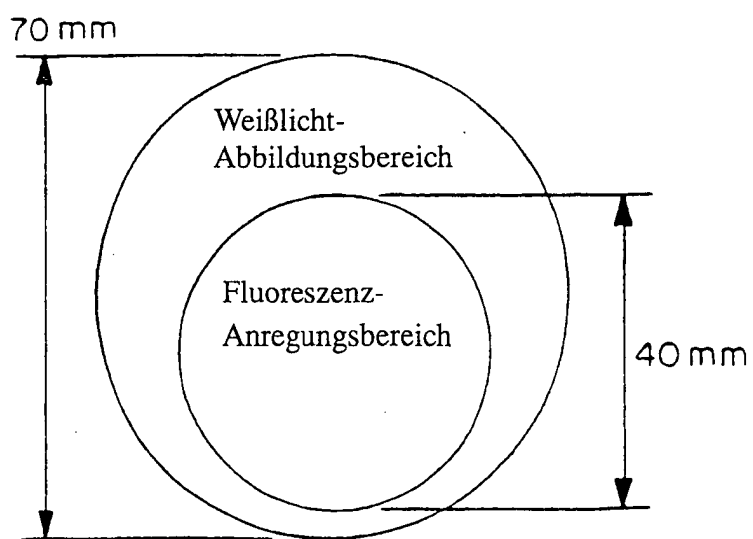 70 mm
Weißlicht-
Abbildungsbereich
Fluoreszenz-
Anregungsbereich
40 mm